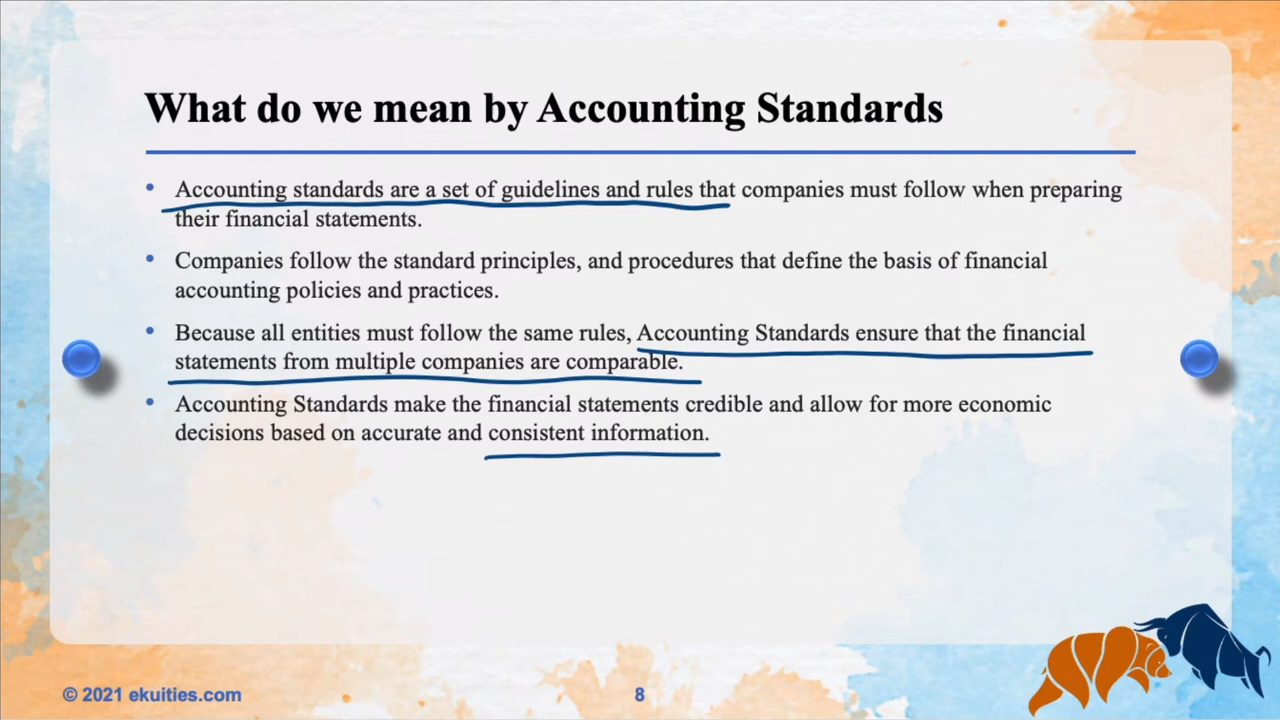 What do we mean by Accounting Standards
• Accounting standards are a set of guidelines and rules that companies must follow when preparing
their financial statements.
• Companies follow the standard principles, and procedures that define the basis of financial
accounting policies and practices.
• Because all entities must follow the same rules, Accounting Standards ensure that the financial
statements from multiple companies are comparable.
• Accounting Standards make the financial statements credible and allow for more economic
decisions based on accurate and consistent information.
© 2021 ekuities.com
8